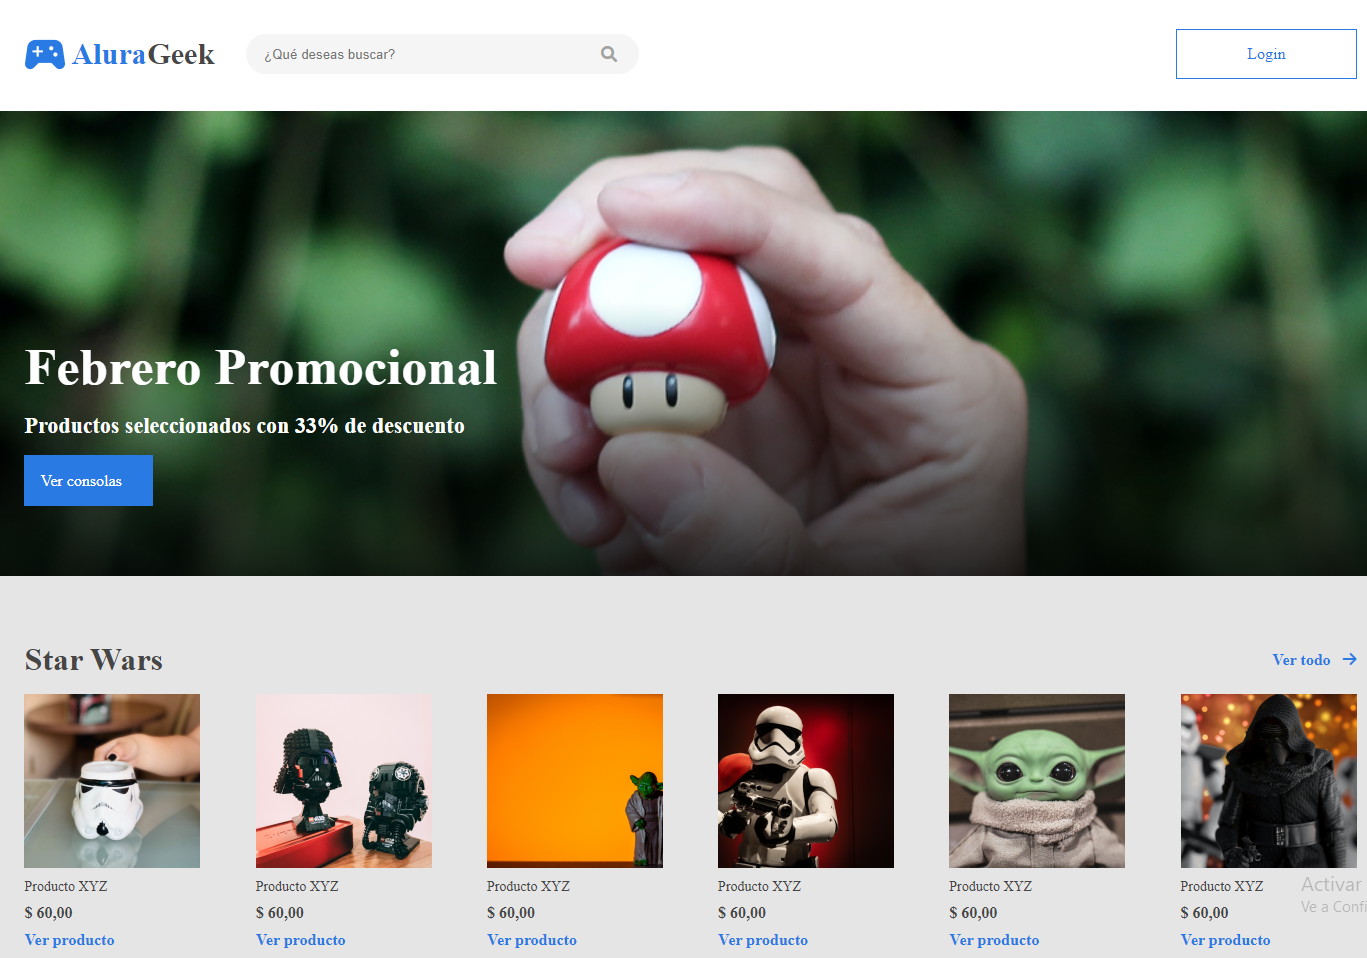 AluraGeek
¿Qué deseas buscar?
Login
Febrero Promocional
Productos seleccionados con 33% de descuento
Ver consolas
Star Wars
Ver todo
Producto XYZ
$ 60,00
Ver producto
Producto XYZ
$ 60,00
Ver producto
Producto XYZ
$ 60,00
Ver producto
Producto XYZ
$ 60,00
Ver producto
Producto XYZ
$ 60,00
Ver producto
Producto XYZ
$ 60,00
Ver producto
Activar
Ve a Confi